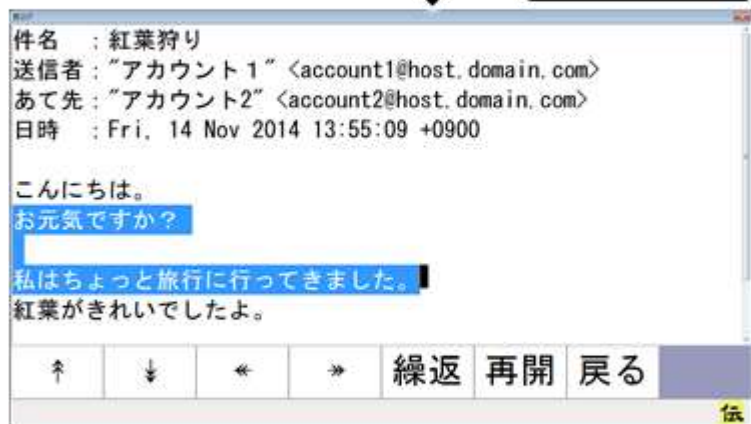 件名　：紅葉狩り
送信者："アカウント１" <account1@host.domain.com>
あて先："アカウント2" <account2@host.domain.com>
日時　：Fri, 14 Nov 2014 13:55:09 +0900
こんにちは。
お元気ですか？
私はちょっと旅行に行ってきました。
紅葉がきれいでしたよ。
↟ ↡ ↞ ↠ 繰返 再開 戻る
伝